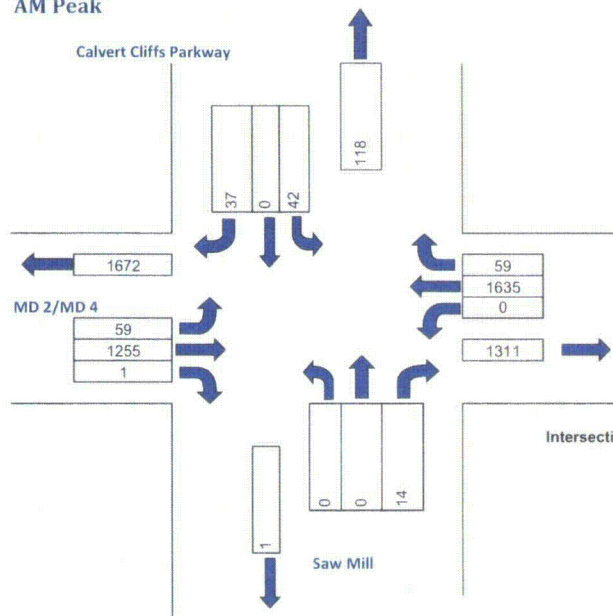 AM Peak
Calvert Cliffs Parkway
118
37 0 42
1672
59
1635
0
MD 2/MD 4
59
1255
1
1311
0 0 14
Intersecti
1
Saw Mill